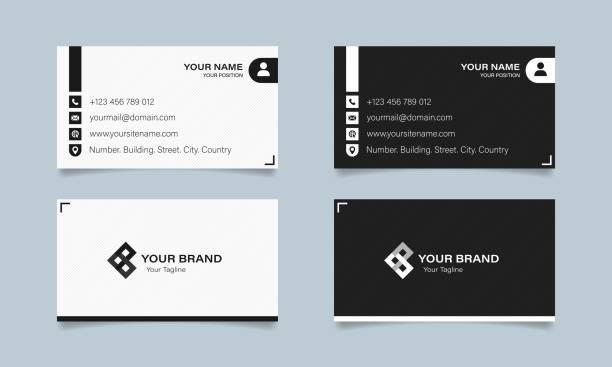 YOUR NAME
YOUR POSITION
+123 456 789 012
yourmail@domain.com
www.yoursitename.com
Number. Building. Street. City. Country
YOUR NAME
YOUR POSITION
+123 456 789 012
yourmail@domain.com
www.yoursitename.com
Number. Building. Street. City. Country
YOUR BRAND
Your Tagline
YOUR BRAND
Your Tagline